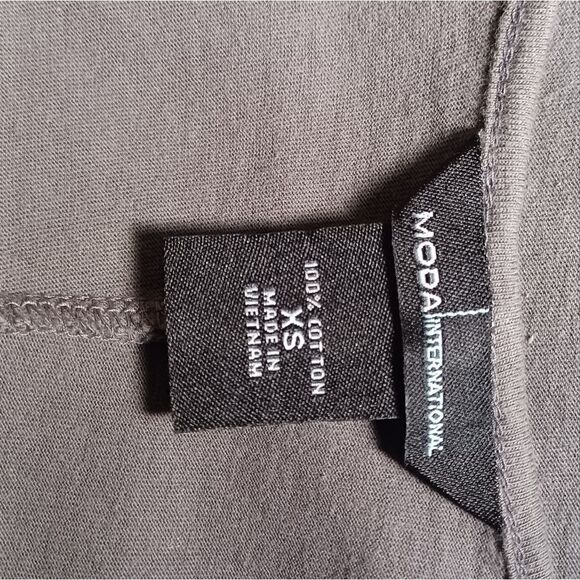 MODA INTERNATIONAL
100% COTTON
XS
MADE IN
VIETNAM